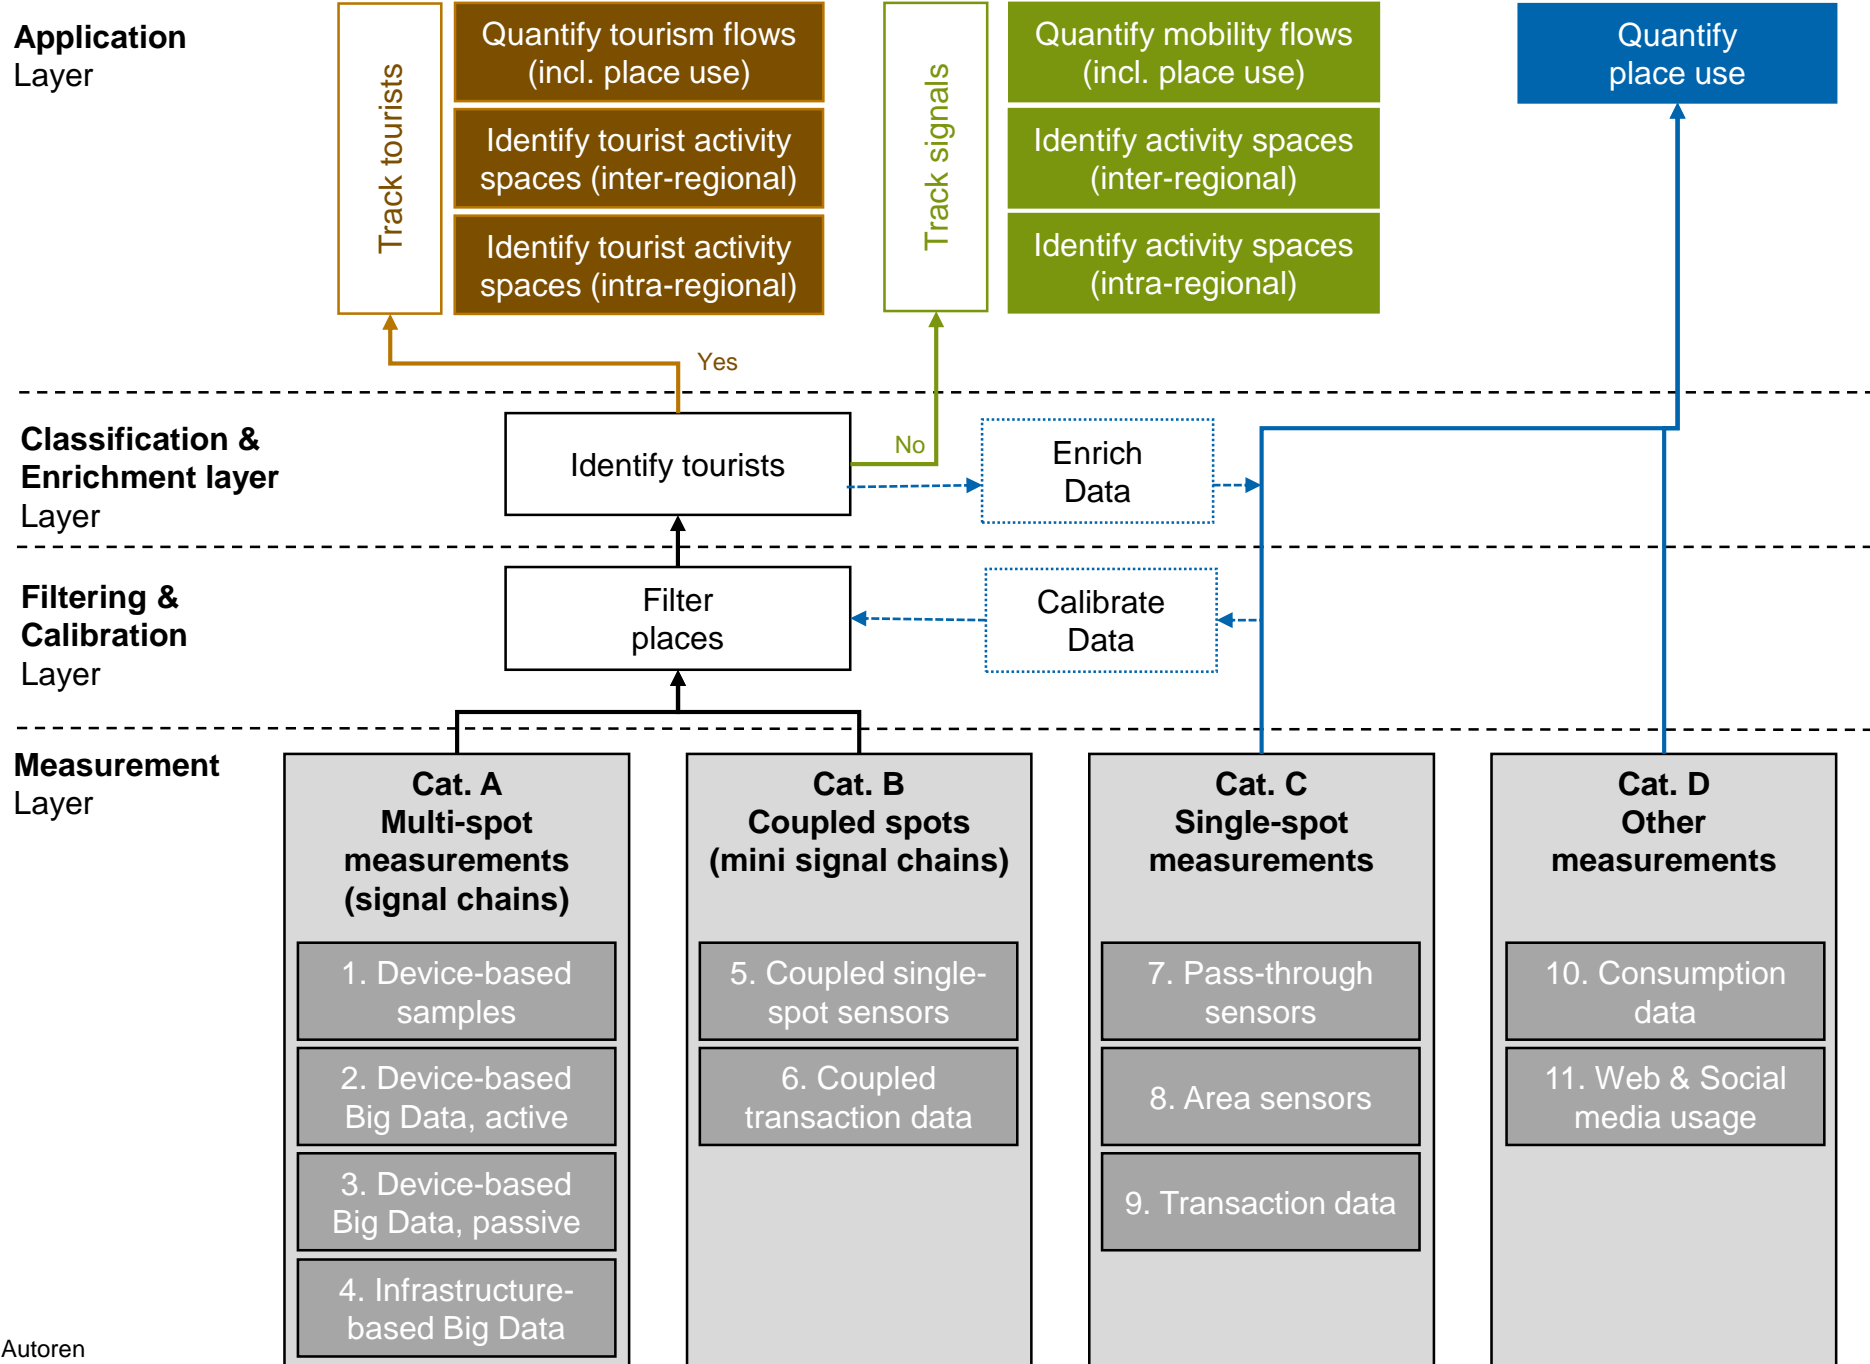 Application
Layer
Track tourists
Quantify tourism flows
(incl. place use)
Identify tourist activity
spaces (inter-regional)
Identify tourist activity
spaces (intra-regional)
Track signals
Quantify mobility flows
(incl. place use)
Identify activity spaces
(inter-regional)
Identify activity spaces
(intra-regional)
Quantify
place use
Yes
Classification &
Enrichment layer
Layer
Identify tourists
No
Enrich
Data
Filtering &
Calibration
Layer
Filter
places
Calibrate
Data
Measurement
Layer
Cat. A
Multi-spot
measurements
(signal chains)
1. Device-based
samples
2. Device-based
Big Data, active
3. Device-based
Big Data, passive
4. Infrastructure-
based Big Data
Cat. B
Coupled spots
(mini signal chains)
5. Coupled single-
spot sensors
6. Coupled
transaction data
Cat. C
Single-spot
measurements
7. Pass-through
sensors
8. Area sensors
9. Transaction data
Cat. D
Other
measurements
10. Consumption
data
11. Web & Social
media usage
Autoren